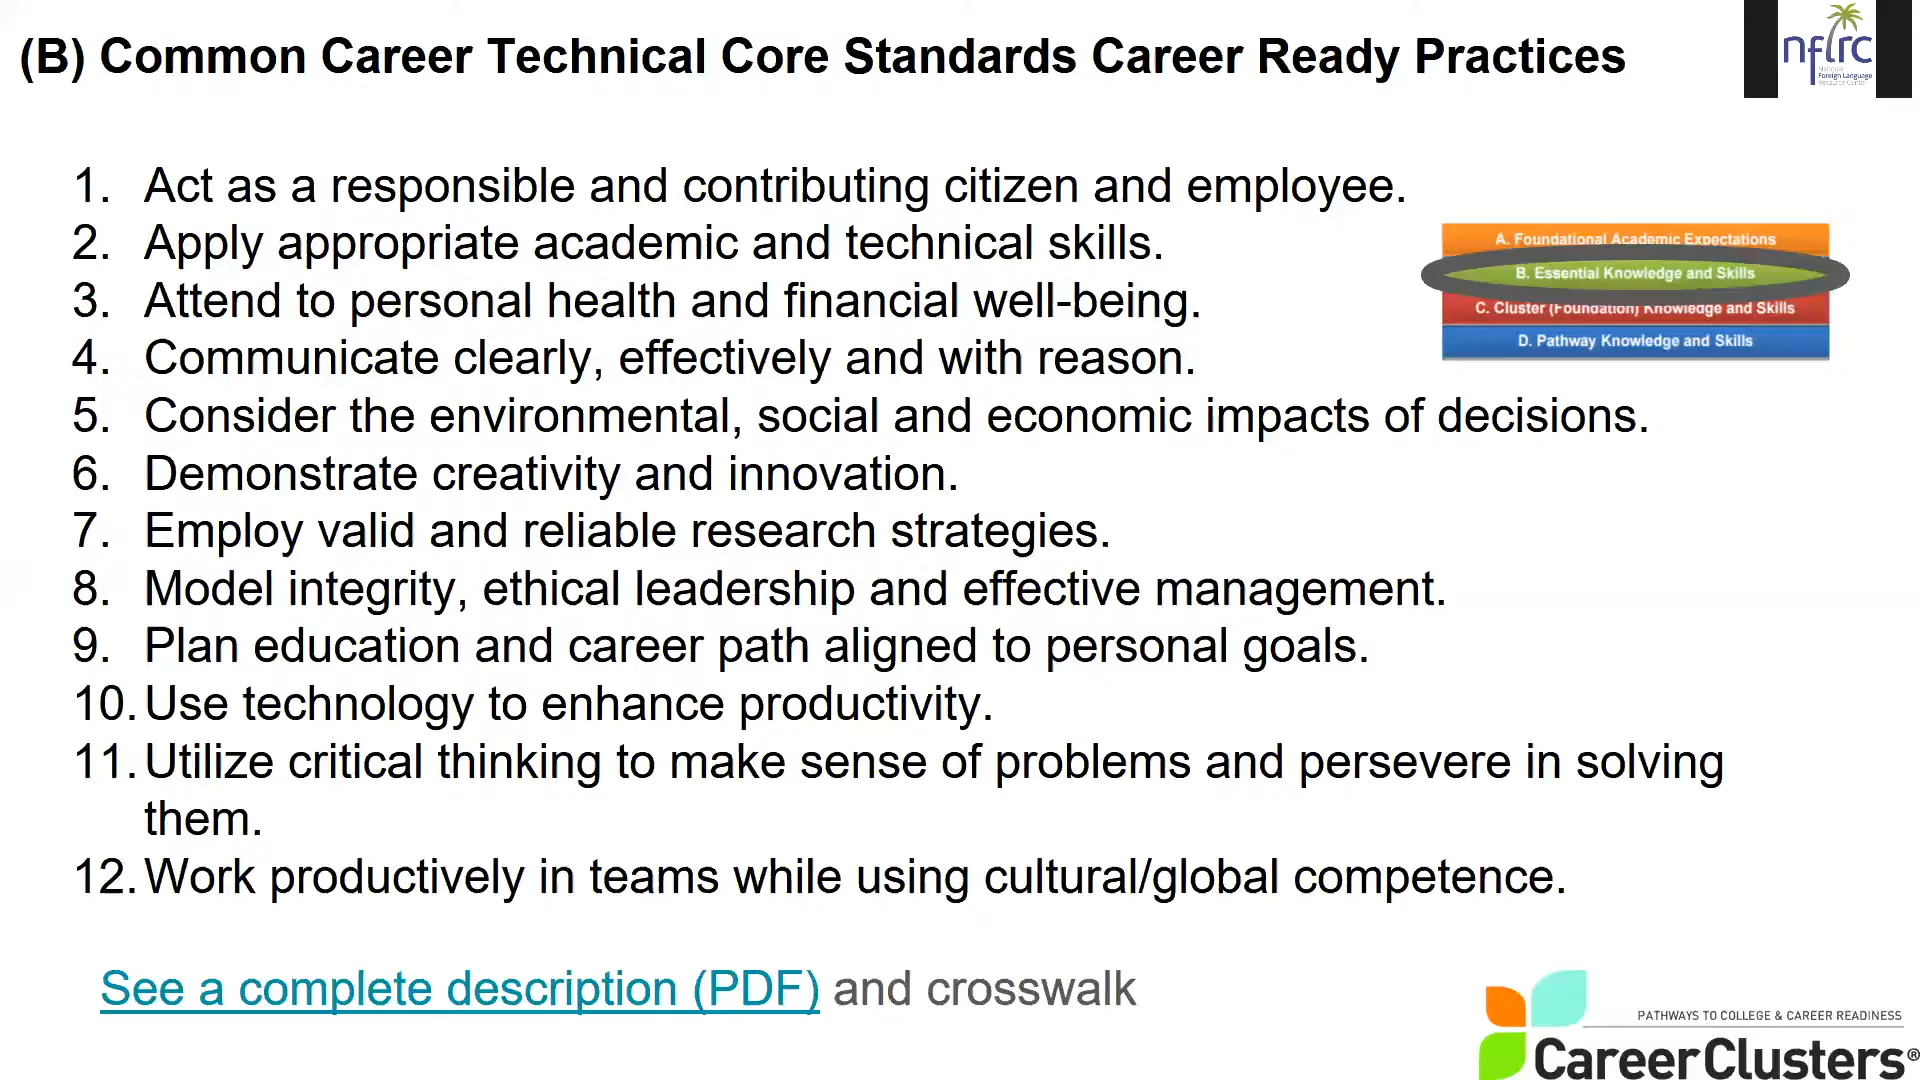 (B) Common Career Technical Core Standards Career Ready Practices
nflrc
National
Foreign Language
Resource Center
1. Act as a responsible and contributing citizen and employee.
2. Apply appropriate academic and technical skills.
3. Attend to personal health and financial well-being.
4. Communicate clearly, effectively and with reason.
5. Consider the environmental, social and economic impacts of decisions.
6. Demonstrate creativity and innovation.
7. Employ valid and reliable research strategies.
8. Model integrity, ethical leadership and effective management.
9. Plan education and career path aligned to personal goals.
10. Use technology to enhance productivity.
11. Utilize critical thinking to make sense of problems and persevere in solving
them.
12. Work productively in teams while using cultural/global competence.
A. Foundational Academic Expectations
B. Essential Knowledge and Skills
C. Cluster (Foundation) Knowledge and Skills
D. Pathway Knowledge and Skills
See a complete description (PDF) and crosswalk
PATHWAYS TO COLLEGE & CAREER READINESS
CareerClusters®